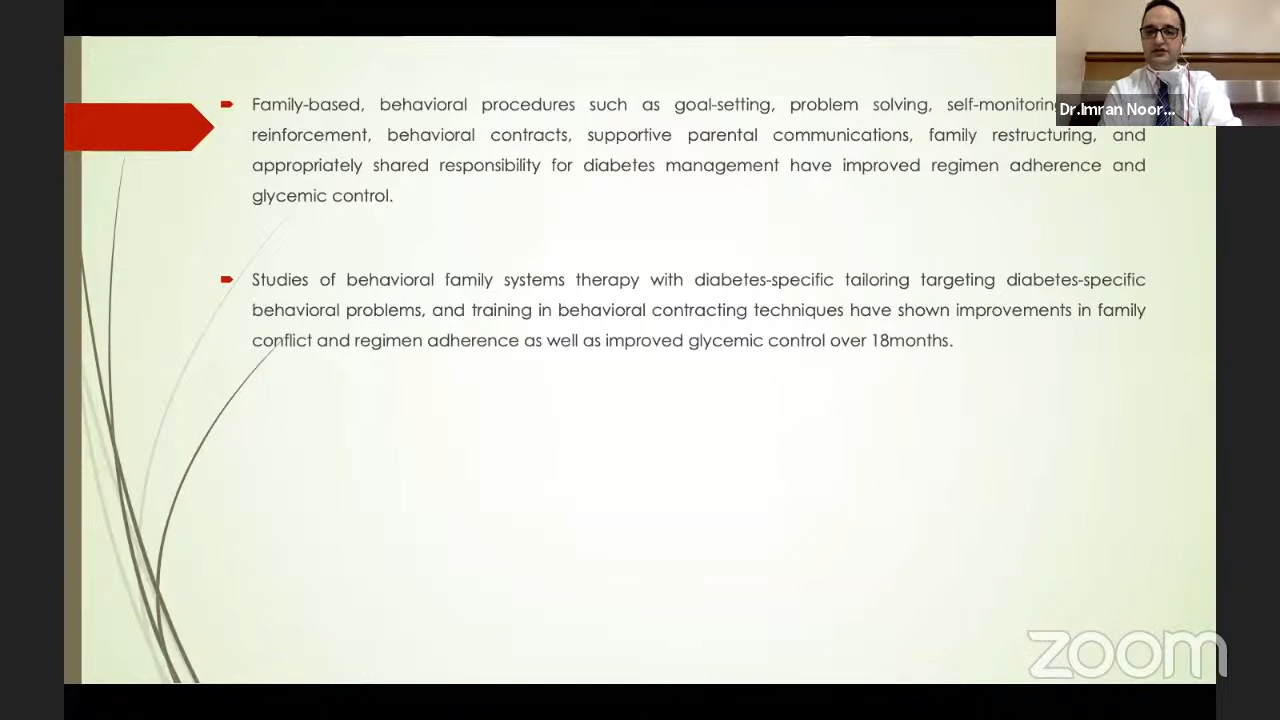 Family-based, behavioral procedures such as goal-setting, problem solving,
reinforcement, behavioral contracts, supportive parental communications, family restructuring, and
appropriately shared responsibility for diabetes management have improved regimen adherence and
glycemic control.
Studies of behavioral family systems therapy with diabetes-specific tailoring targeting diabetes-specific
behavioral problems, and training in behavioral contracting techniques have shown improvements in family
conflict and regimen adherence as well as improved glycemic control over 18months.
Dr.Imran Noor...
zoom